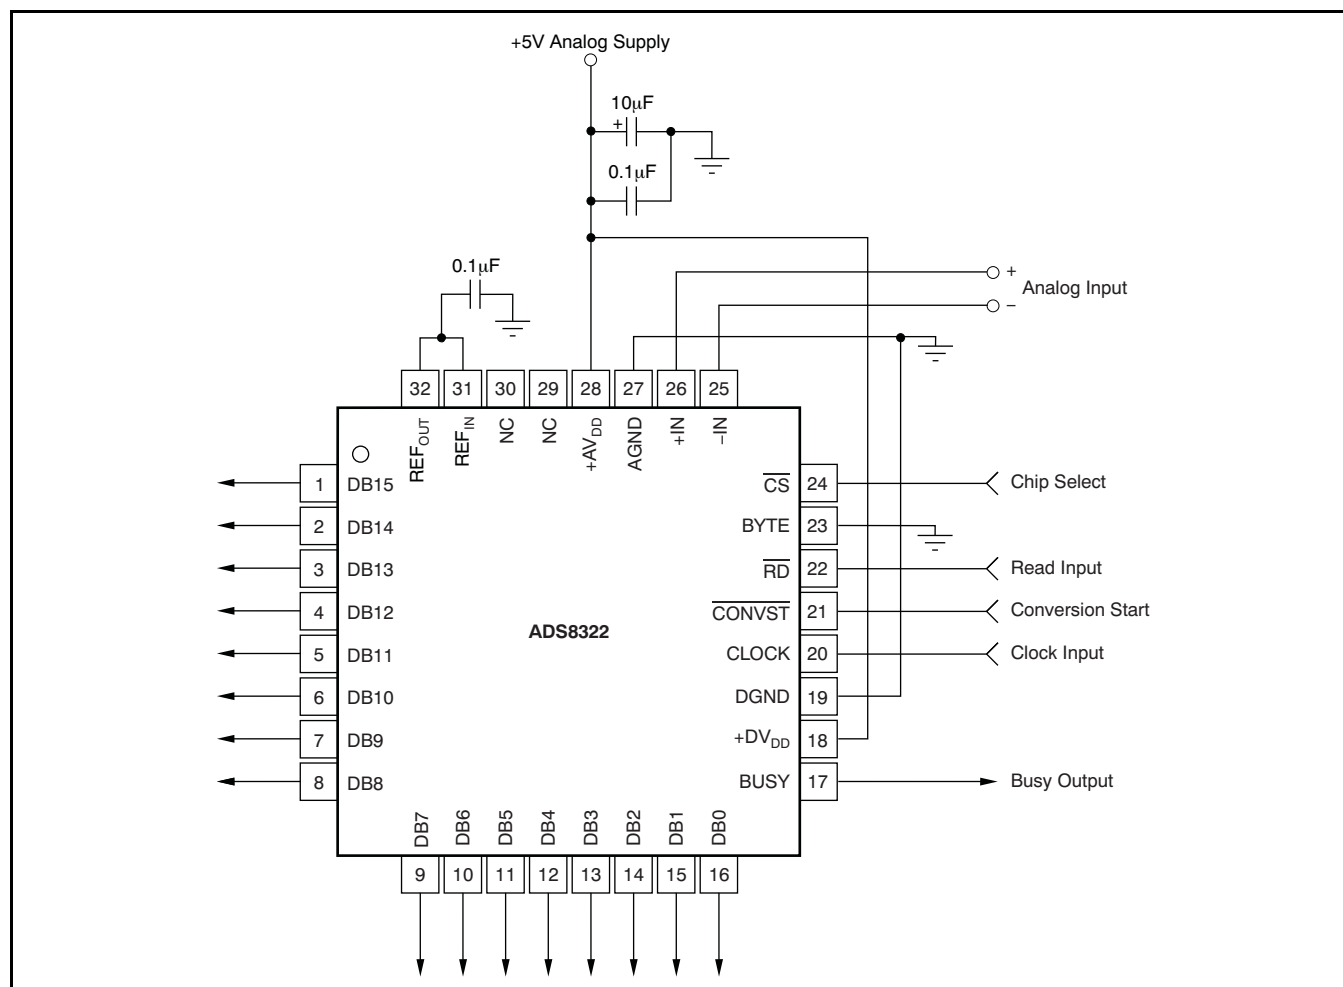 +5V Analog Supply
10µF
+
0.1µF
0.1µF
+
Analog Input
−
32 31 30 29 28 27 26 25
REFOUT REFIN NC NC +AVDD AGND +IN −IN
1 DB15 CS 24 Chip Select
2 DB14 BYTE 23
3 DB13 RD 22 Read Input
4 DB12 CONVST 21 Conversion Start
ADS8322
5 DB11 CLOCK 20 Clock Input
6 DB10 DGND 19
7 DB9 +DVDD 18
8 DB8 BUSY 17 Busy Output
DB7 DB6 DB5 DB4 DB3 DB2 DB1 DB0
9 10 11 12 13 14 15 16